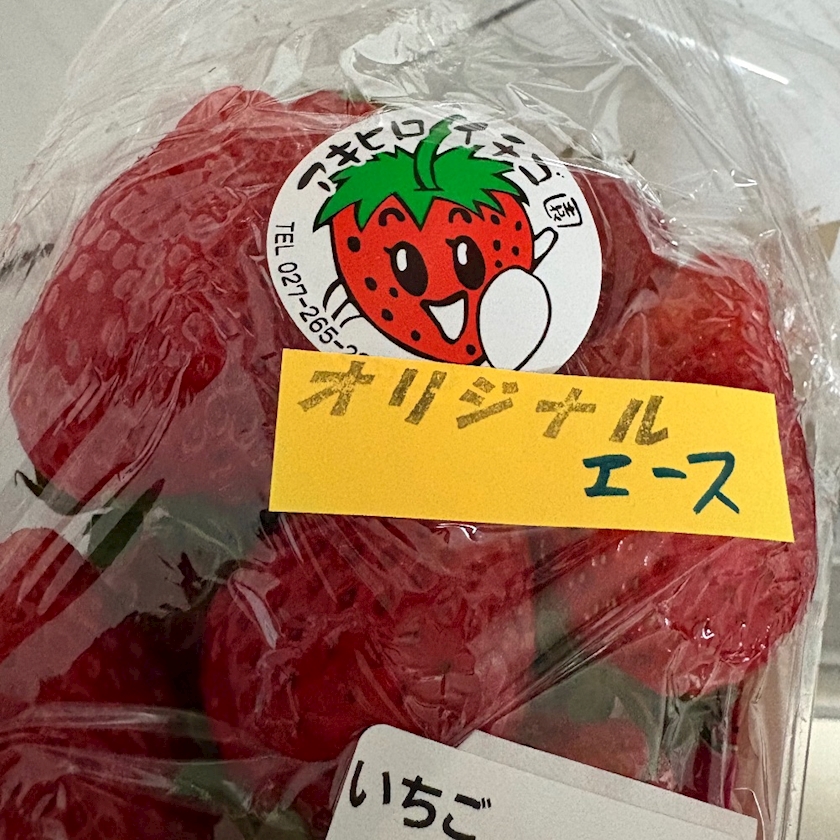 アキヒロイチゴ園
TEL 027-265-2
オリジナル
エース
いちご